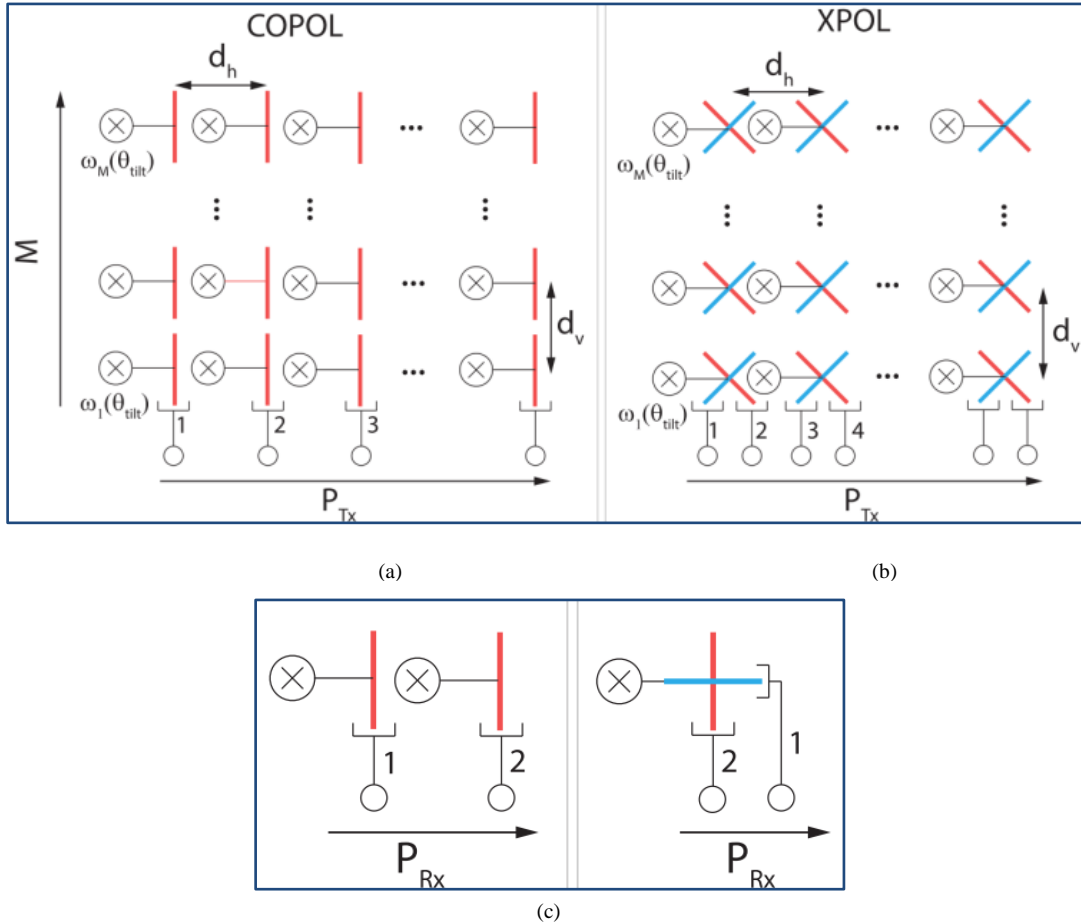 COPOL
d_h
ω_M(θ_tilt)
M
d_v
ω_1(θ_tilt)
1 2 3
P_Tx
XPOL
d_h
ω_M(θ_tilt)
d_v
ω_1(θ_tilt)
1 2 3 4
P_Tx
(a)
(b)
1 2
P_Rx
2 1
P_Rx
(c)